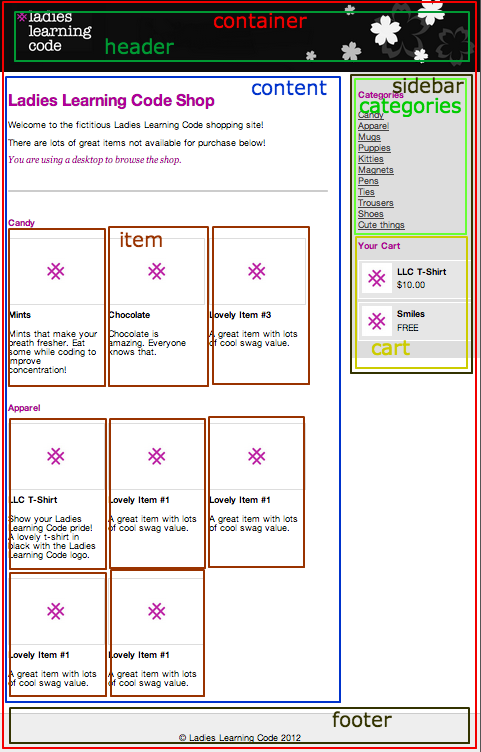 ladies
learning
code
container
header
content
Ladies Learning Code Shop
Welcome to the fictitious Ladies Learning Code shopping site!
There are lots of great items not available for purchase below!
You are using a desktop to browse the shop.
Candy
item
Mints
Mints that make your
breath fresher. Eat
some while coding to
improve
concentration!
Chocolate
Chocolate is
amazing. Everyone
knows that.
Lovely Item #3
A great item with lots
of cool swag value.
Apparel
LLC T-Shirt
Show your Ladies
Learning Code pride!
A lovely t-shirt in
black with the Ladies
Learning Code logo.
Lovely Item #1
A great item with lots
of cool swag value.
Lovely Item #1
A great item with lots
of cool swag value.
Lovely Item #1
A great item with lots
of cool swag value.
Lovely Item #1
A great item with lots
of cool swag value.
sidebar
Categories
categories
Candy
Apparel
Mugs
Puppies
Kitties
Magnets
Pens
Ties
Trousers
Shoes
Cute things
Your Cart
LLC T-Shirt
$10.00
Smiles
FREE
cart
footer
© Ladies Learning Code 2012